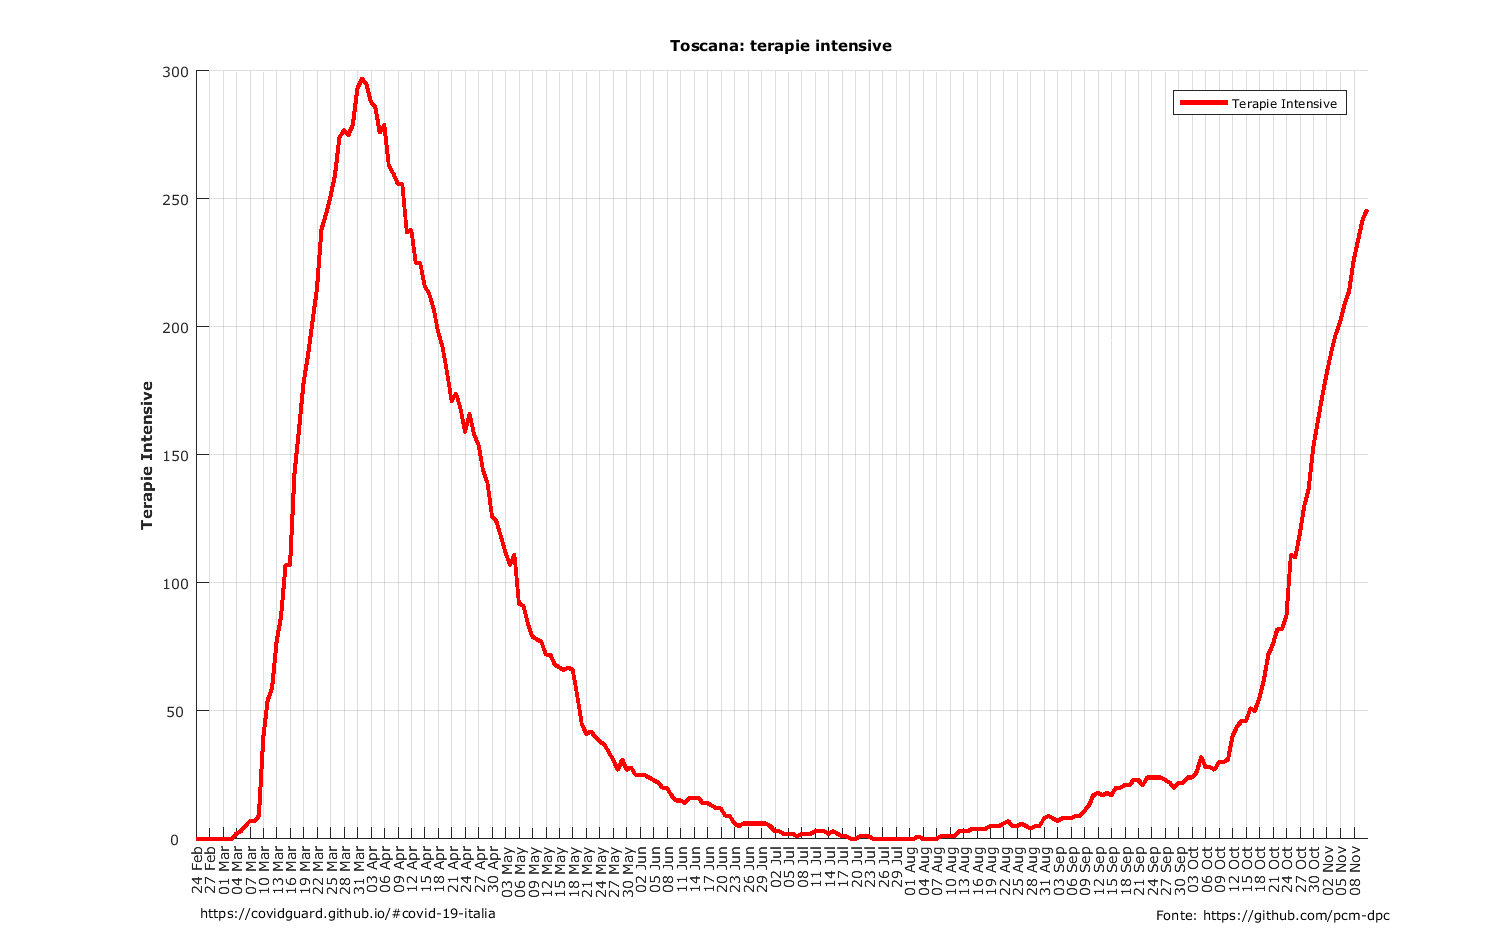 Toscana: terapie intensive
Terapie Intensive
Terapie Intensive
300
250
200
150
100
50
0
24 Feb
27 Feb
01 Mar
04 Mar
07 Mar
10 Mar
13 Mar
16 Mar
19 Mar
22 Mar
25 Mar
28 Mar
31 Mar
03 Apr
06 Apr
09 Apr
12 Apr
15 Apr
18 Apr
21 Apr
24 Apr
27 Apr
30 Apr
03 May
06 May
09 May
12 May
15 May
18 May
21 May
24 May
27 May
30 May
02 Jun
05 Jun
08 Jun
11 Jun
14 Jun
17 Jun
20 Jun
23 Jun
26 Jun
29 Jun
02 Jul
05 Jul
08 Jul
11 Jul
14 Jul
17 Jul
20 Jul
23 Jul
26 Jul
29 Jul
01 Aug
04 Aug
07 Aug
10 Aug
13 Aug
16 Aug
19 Aug
22 Aug
25 Aug
28 Aug
31 Aug
03 Sep
06 Sep
09 Sep
12 Sep
15 Sep
18 Sep
21 Sep
24 Sep
27 Sep
30 Sep
03 Oct
06 Oct
09 Oct
12 Oct
15 Oct
18 Oct
21 Oct
24 Oct
27 Oct
30 Oct
02 Nov
05 Nov
08 Nov
https://covidguard.github.io/#covid-19-italia
Fonte: https://github.com/pcm-dpc